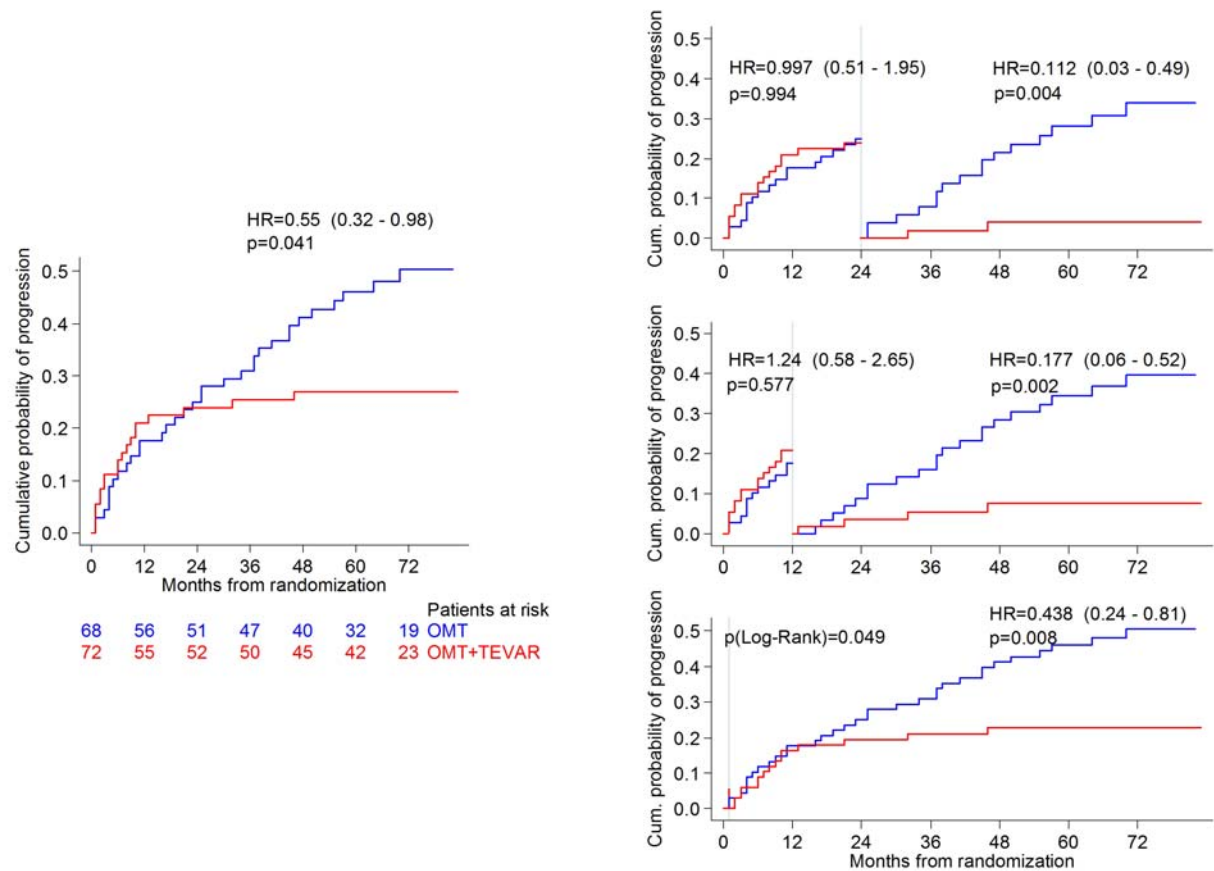 HR=0.55 (0.32 - 0.98)
p=0.041
Cumulative probability of progression
0.5
0.4
0.3
0.2
0.1
0.0
0 12 24 36 48 60 72
Months from randomization
Patients at risk
68 56 51 47 40 32 19 OMT
72 55 52 50 45 42 23 OMT+TEVAR
Cum. probability of progression
0.5
0.4
0.3
0.2
0.1
0.0
HR=0.997 (0.51 - 1.95)
p=0.994
HR=0.112 (0.03 - 0.49)
p=0.004
0 12 24 36 48 60 72
Cum. probability of progression
0.5
0.4
0.3
0.2
0.1
0.0
HR=1.24 (0.58 - 2.65)
p=0.577
HR=0.177 (0.06 - 0.52)
p=0.002
0 12 24 36 48 60 72
Cum. probability of progression
0.5
0.4
0.3
0.2
0.1
0.0
p(Log-Rank)=0.049
HR=0.438 (0.24 - 0.81)
p=0.008
0 12 24 36 48 60 72
Months from randomization